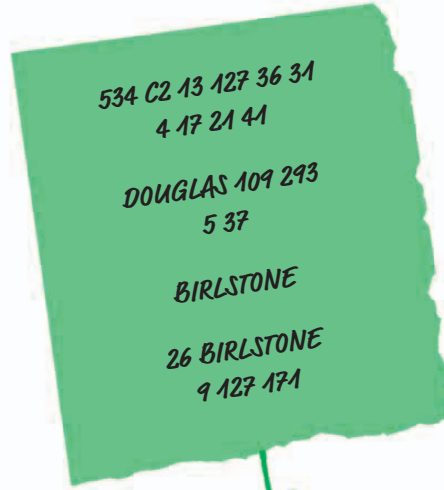 534 C2 13 127 36 31
4 17 21 41
DOUGLAS 109 293
5 37
BIRLSTONE
26 BIRLSTONE
9 127 171